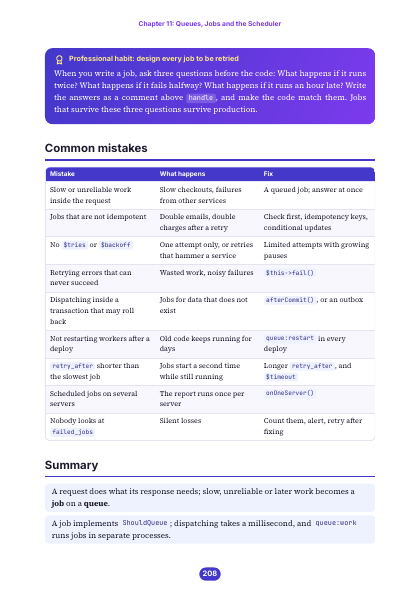 Chapter 11: Queues, Jobs and the Scheduler
Professional habit: design every job to be retried
When you write a job, ask three questions before the code: What happens if it runs
twice? What happens if it fails halfway? What happens if it runs an hour late? Write
the answers as a comment above handle, and make the code match them. Jobs
that survive these three questions survive production.
Common mistakes
Mistake What happens Fix
Slow or unreliable work Slow checkouts, failures A queued job; answer at once
inside the request from other services
Jobs that are not idempotent Double emails, double Check first, idempotency keys,
charges after a retry conditional updates
No $tries or $backoff One attempt only, or retries Limited attempts with growing
that hammer a service pauses
Retrying errors that can Wasted work, noisy failures $this->fail()
never succeed
Dispatching inside a Jobs for data that does not afterCommit(), or an outbox
transaction that may roll exist
back
Not restarting workers after a Old code keeps running for queue:restart in every
deploy days deploy
retry_after shorter than Jobs start a second time Longer retry_after, and
the slowest job while still running $timeout
Scheduled jobs on several The report runs once per onOneServer()
servers server
Nobody looks at Silent losses Count them, alert, retry after
failed_jobs fixing
Summary
A request does what its response needs; slow, unreliable or later work becomes a
job on a queue.
A job implements ShouldQueue; dispatching takes a millisecond, and queue:work
runs jobs in separate processes.
208